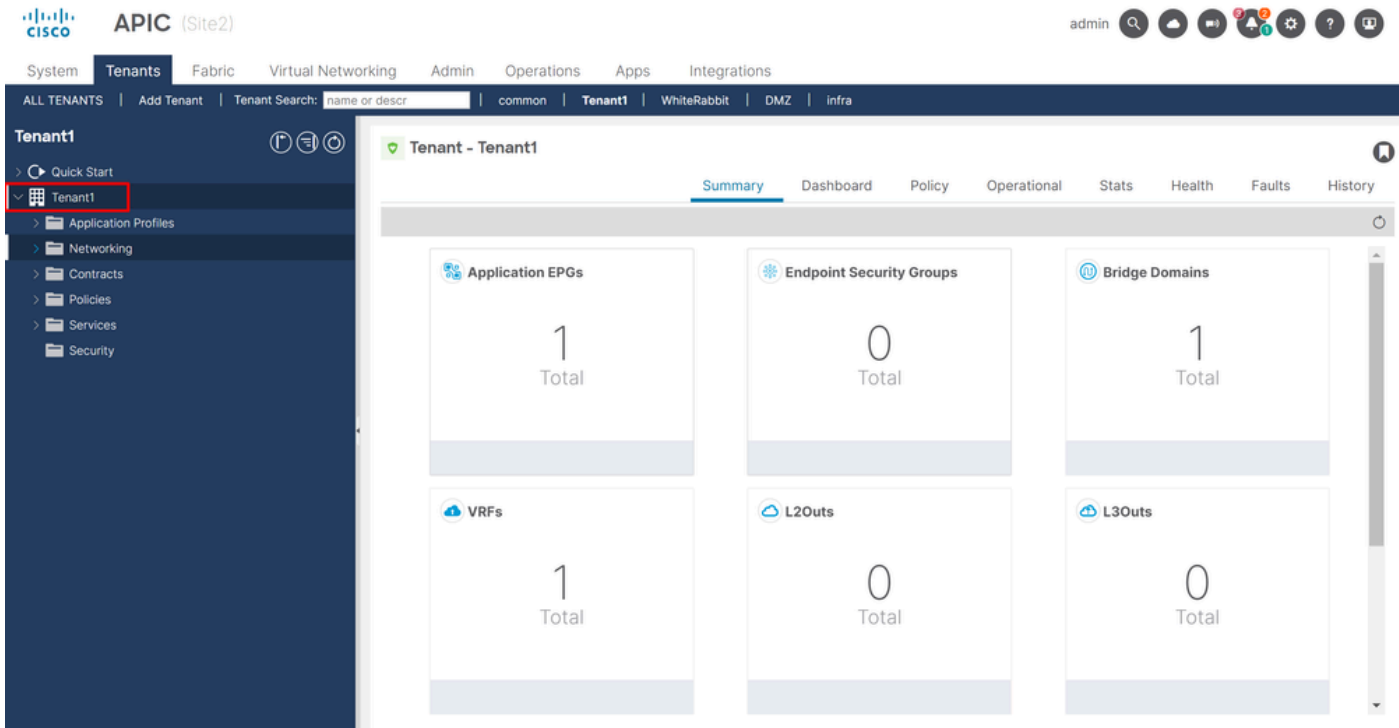 CISCO APIC (Site2) admin
System Tenants Fabric Virtual Networking Admin Operations Apps Integrations
ALL TENANTS | Add Tenant | Tenant Search: name or descr | common | Tenant1 | WhiteRabbit | DMZ | infra
Tenant1
Quick Start
Tenant1
Application Profiles
Networking
Contracts
Policies
Services
Security
Tenant - Tenant1
Summary Dashboard Policy Operational Stats Health Faults History
Application EPGs Endpoint Security Groups Bridge Domains
1 0 1
Total Total Total
VRFs L2Outs L3Outs
1 0 0
Total Total Total